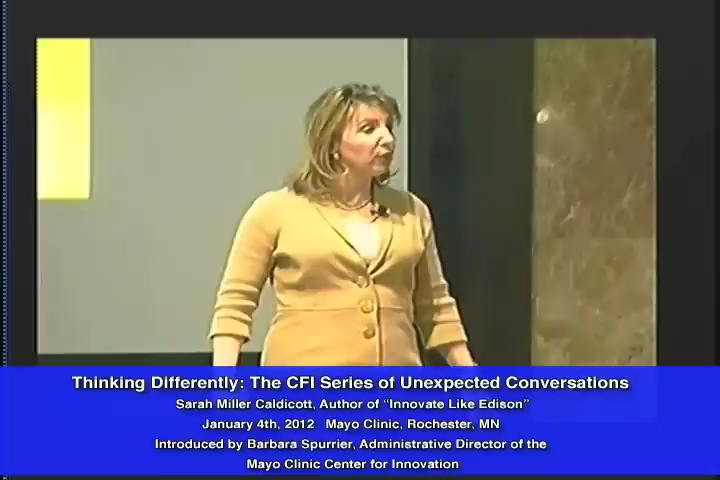 Thinking Differently: The CFI Series of Unexpected Conversations
Sarah Miller Caldicott, Author of "Innovate Like Edison"
January 4th, 2012 Mayo Clinic, Rochester, MN
Introduced by Barbara Spurrier, Administrative Director of the
Mayo Clinic Center for Innovation